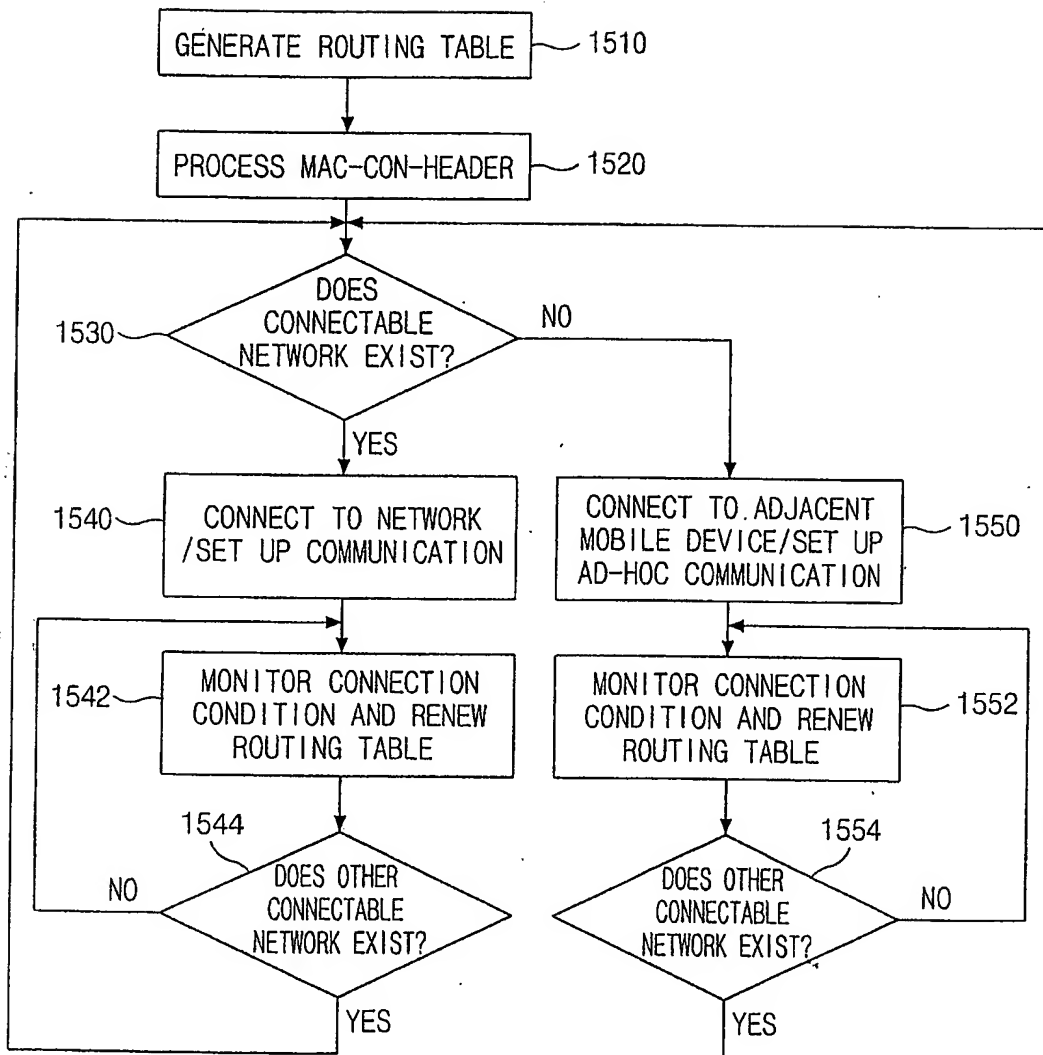 GENERATE ROUTING TABLE
1510
PROCESS MAC-CON-HEADER
1520
DOES
CONNECTABLE
NETWORK EXIST?
1530
NO
YES
1540
CONNECT TO NETWORK
/SET UP COMMUNICATION
CONNECT TO ADJACENT
MOBILE DEVICE/SET UP
AD-HOC COMMUNICATION
1550
1542
MONITOR CONNECTION
CONDITION AND RENEW
ROUTING TABLE
MONITOR CONNECTION
CONDITION AND RENEW
ROUTING TABLE
1552
1544
NO
DOES OTHER
CONNECTABLE
NETWORK EXIST?
YES
1554
DOES OTHER
CONNECTABLE
NETWORK EXIST?
NO
YES